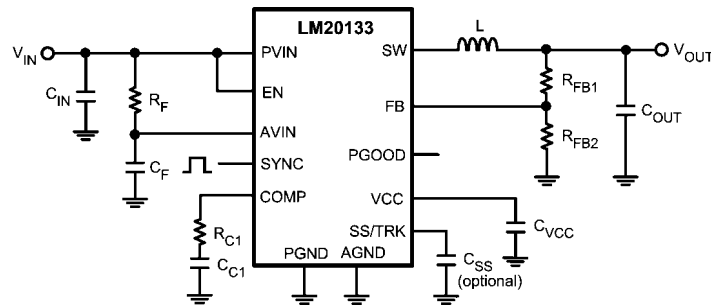 LM20133
V_IN
PVIN
SW
L
V_OUT
C_IN
R_F
EN
FB
R_FB1
C_OUT
AVIN
R_FB2
C_F
SYNC
PGOOD
COMP
VCC
C_VCC
R_C1
SS/TRK
C_C1
PGND
AGND
C_SS
(optional)